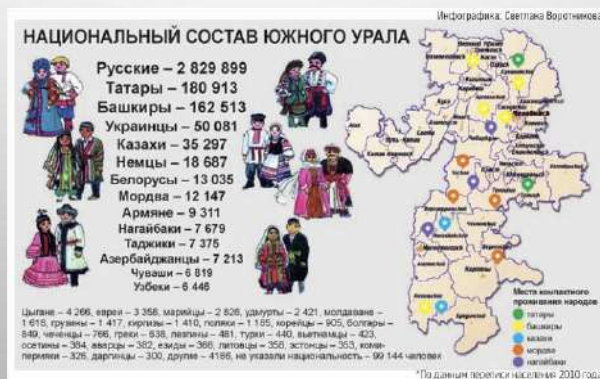 Инфографика: Светлана Воротникова
НАЦИОНАЛЬНЫЙ СОСТАВ ЮЖНОГО УРАЛА
Русские – 2 829 899
Татары – 180 913
Башкиры – 162 513
Украинцы – 50 081
Казахи – 35 297
Немцы – 18 687
Белорусы – 13 035
Мордва – 12 147
Армяне – 9 311
Нагайбаки – 7 679
Таджики – 7 375
Азербайджанцы – 7 213
Чуваши – 6 819
Узбеки – 6 446
Цыгане – 4 266, евреи – 3 358, марийцы – 2 826, удмурты – 2 421, молдаване –
1 618, грузины – 1 417, киргизы – 1 410, поляки – 1 185, корейцы – 905, болгары –
849, чеченцы – 766, греки – 638, лезгины – 481, турки – 440, вьетнамцы – 423,
осетины – 384, аварцы – 382, езиды – 366, литовцы – 356, эстонцы – 353, коми-
пермяки – 326, даргинцы – 300, другие – 4166, не указали национальность – 99 144 человек
Места компактного
проживания народов
татары
башкиры
казахи
мордва
нагайбаки
*По данным переписи населения 2010 года